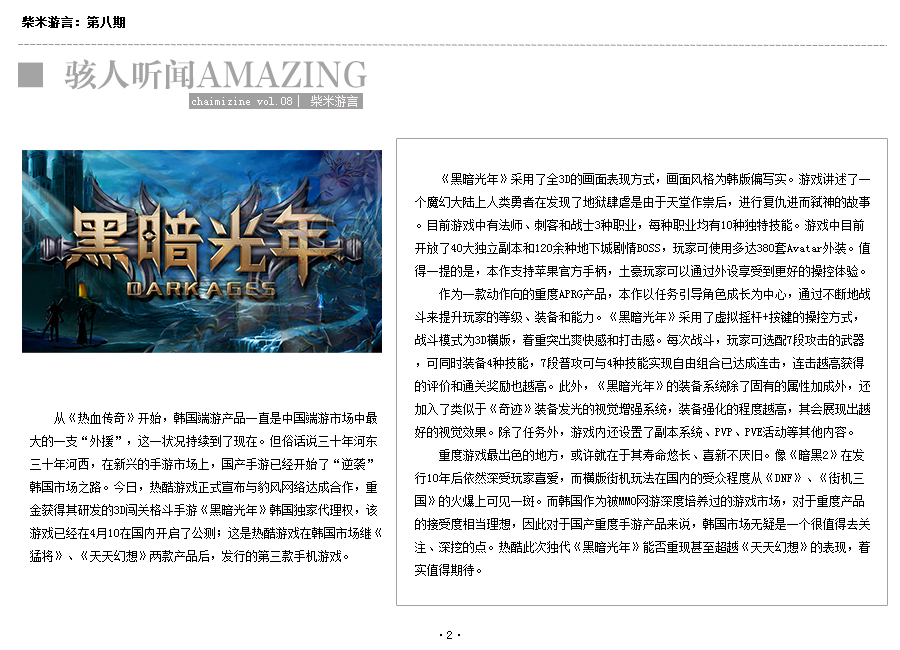 柴米游言：第八期
骇人听闻AMAZING
chaimizine vol.08| 柴米游言
黑暗光年
DARK AGES
从《热血传奇》开始，韩国端游产品一直是中国端游市场中最
大的一支“外援”，这一状况持续到了现在。但俗话说三十年河东
三十年河西，在新兴的手游市场上，国产手游已经开始了“逆袭”
韩国市场之路。今日，热酷游戏正式宣布与豹风网络达成合作，重
金获得其研发的3D闯关格斗手游《黑暗光年》韩国独家代理权，该
游戏已经在4月10在国内开启了公测；这是热酷游戏在韩国市场继《
猛将》、《天天幻想》两款产品后，发行的第三款手机游戏。
《黑暗光年》采用了全3D的画面表现方式，画面风格为韩版偏写实。游戏讲述了一
个魔幻大陆上人类勇者在发现了地狱肆虐是由于天堂作祟后，进行复仇进而弑神的故事
。目前游戏中有法师、刺客和战士3种职业，每种职业均有10种独特技能。游戏中目前
开放了40大独立副本和120余种地下城剧情BOSS，玩家可使用多达380套Avatar外装。值
得一提的是，本作支持苹果官方手柄，土豪玩家可以通过外设享受到更好的操控体验。
作为一款动作向的重度APRG产品，本作以任务引导角色成长为中心，通过不断地战
斗来提升玩家的等级、装备和能力。《黑暗光年》采用了虚拟摇杆+按键的操控方式，
战斗模式为3D横版，着重突出爽快感和打击感。每次战斗，玩家可选配7段攻击的武器
，可同时装备4种技能，7段普攻可与4种技能实现自由组合已达成连击，连击越高获得
的评价和通关奖励也越高。此外，《黑暗光年》的装备系统除了固有的属性加成外，还
加入了类似于《奇迹》装备发光的视觉增强系统，装备强化的程度越高，其会展现出越
好的视觉效果。除了任务外，游戏内还设置了副本系统、PVP、PVE活动等其他内容。
重度游戏最出色的地方，或许就在于其寿命悠长、喜新不厌旧。像《暗黑2》在发
行10年后依然深受玩家喜爱，而横版街机玩法在国内的受众程度从《DNF》、《街机三
国》的火爆上可见一斑。而韩国作为被MMO网游深度培养过的游戏市场，对于重度产品
的接受度相当理想，因此对于国产重度手游产品来说，韩国市场无疑是一个很值得去关
注、深挖的点。热酷此次独代《黑暗光年》能否重现甚至超越《天天幻想》的表现，着
实值得期待。
·2·